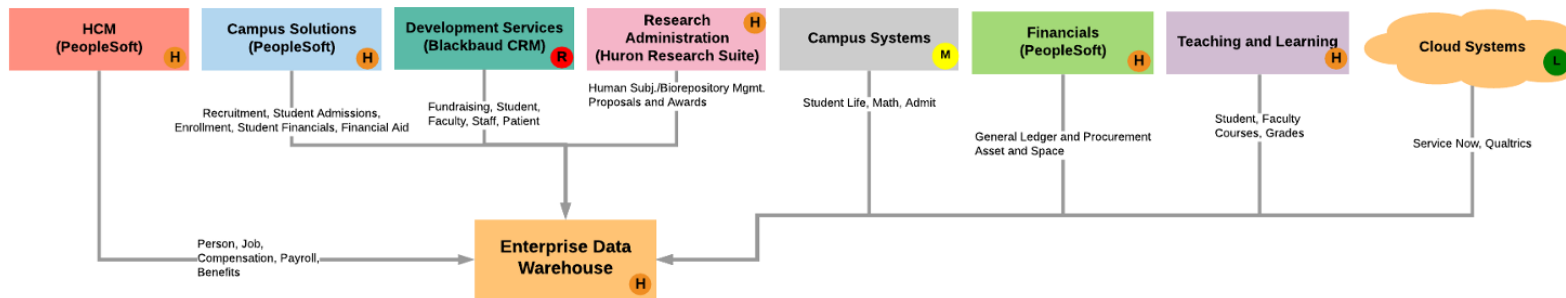 HCM
(PeopleSoft)
H
Campus Solutions
(PeopleSoft)
H
Development Services
(Blackbaud CRM)
R
Research
Administration
(Huron Research Suite)
H
Campus Systems
M
Financials
(PeopleSoft)
H
Teaching and Learning
H
Cloud Systems
L
Recruitment, Student Admissions,
Enrollment, Student Financials, Financial Aid
Fundraising, Student,
Faculty, Staff, Patient
Human Subj./Biorepository Mgmt.
Proposals and Awards
Student Life, Math, Admit
General Ledger and Procurement
Asset and Space
Student, Faculty
Courses, Grades
Service Now, Qualtrics
Person, Job,
Compensation, Payroll,
Benefits
Enterprise Data
Warehouse
H